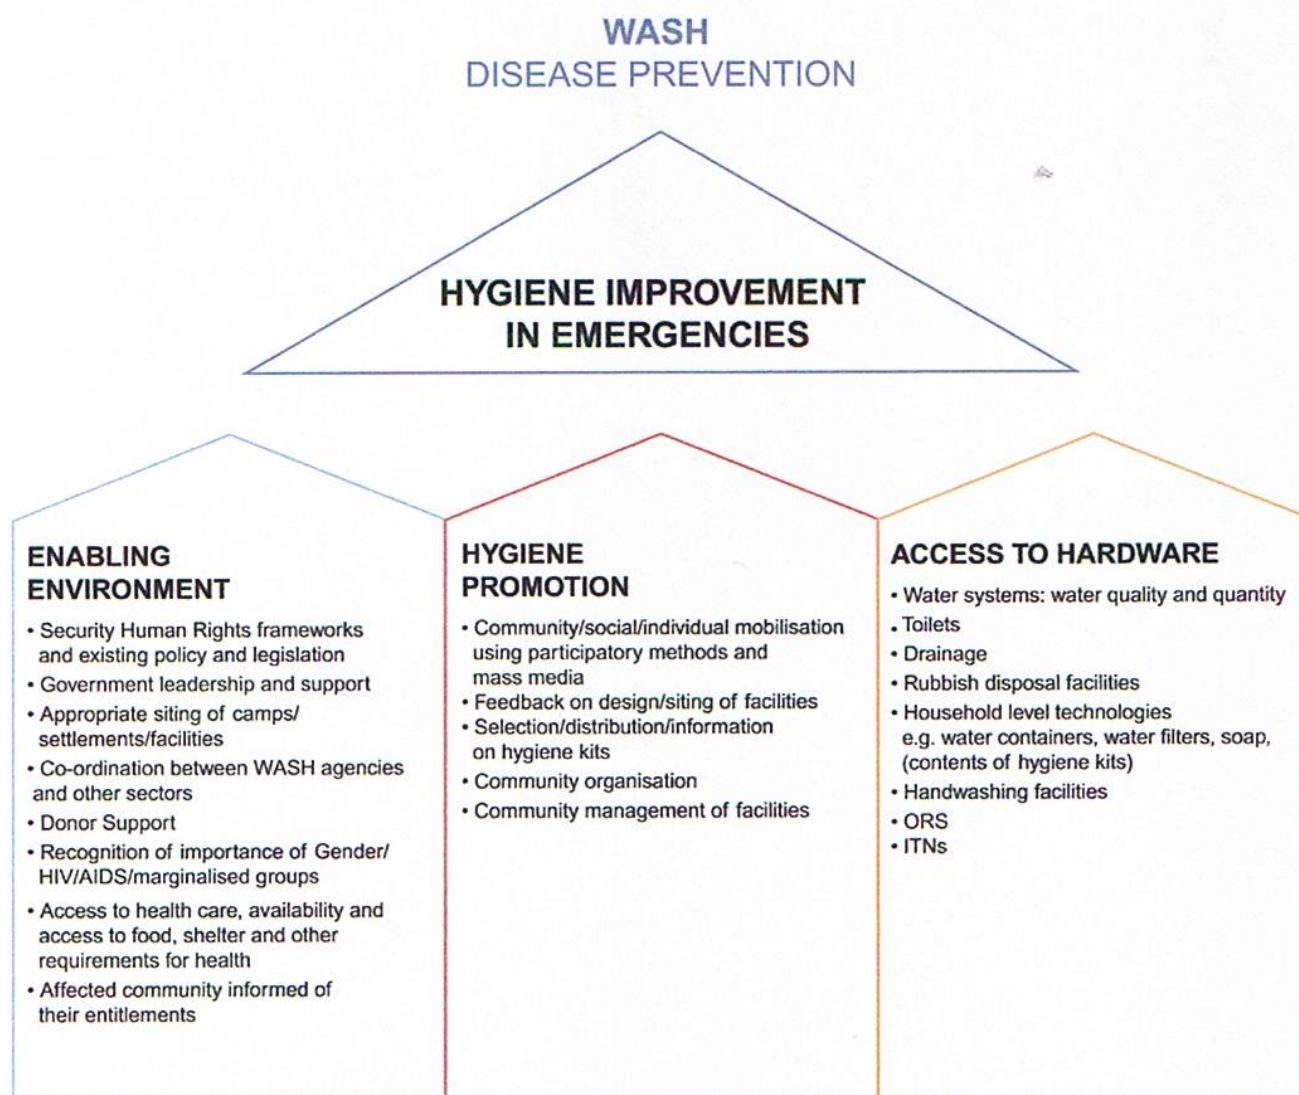 WASH
DISEASE PREVENTION
HYGIENE IMPROVEMENT
IN EMERGENCIES
ENABLING
ENVIRONMENT
• Security Human Rights frameworks
and existing policy and legislation
• Government leadership and support
• Appropriate siting of camps/
settlements/facilities
• Co-ordination between WASH agencies
and other sectors
• Donor Support
• Recognition of importance of Gender/
HIV/AIDS/marginalised groups
• Access to health care, availability and
access to food, shelter and other
requirements for health
• Affected community informed of
their entitlements
HYGIENE
PROMOTION
• Community/social/individual mobilisation
using participatory methods and
mass media
• Feedback on design/siting of facilities
• Selection/distribution/information
on hygiene kits
• Community organisation
• Community management of facilities
ACCESS TO HARDWARE
• Water systems: water quality and quantity
• Toilets
• Drainage
• Rubbish disposal facilities
• Household level technologies
e.g. water containers, water filters, soap,
(contents of hygiene kits)
• Handwashing facilities
• ORS
• ITNs